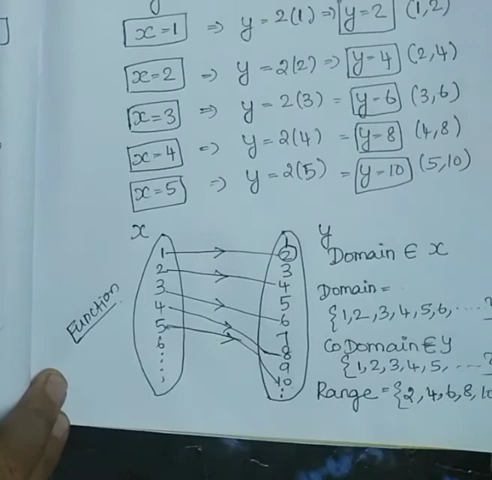 y
x=1 ⇒ y=2(1) ⇒ y=2 (1,2)
x=2 ⇒ y=2(2) ⇒ y=4 (2,4)
x=3 ⇒ y=2(3) = y=6 (3,6)
x=4 ⇒ y=2(4) = y=8 (4,8)
x=5 ⇒ y=2(5) = y=10 (5,10)
Function
x
1
2
3
4
5
6
y
1
2
3
4
5
6
7
8
9
10
Domain ∈ x
Domain =
{1,2,3,4,5,6,....}
CoDomain ∈ y
{1,2,3,4,5,....}
Range = {2,4,6,8,10